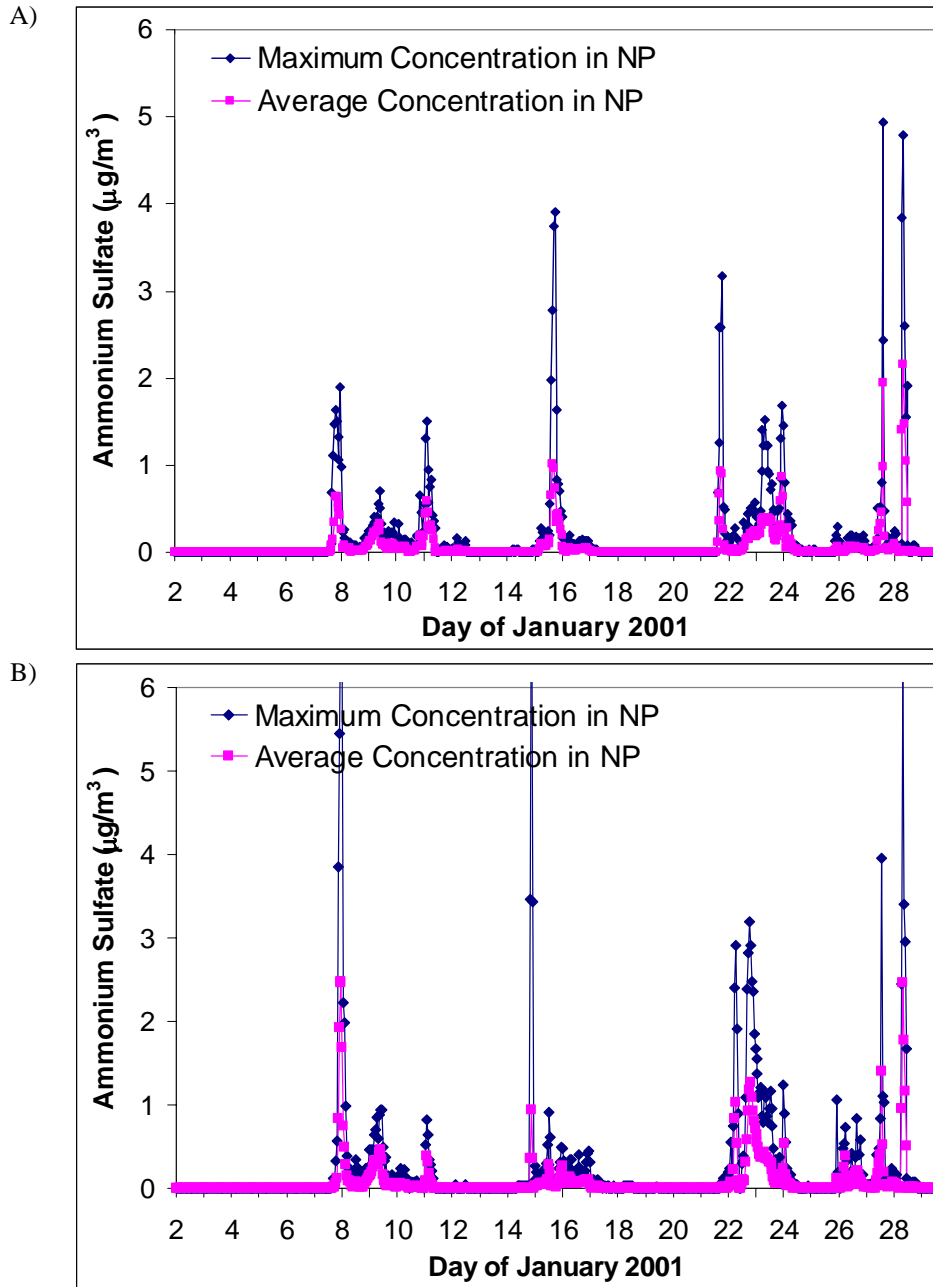 A)
6
5
4
3
2
1
0
Ammonium Sulfate (μg/m³)
Maximum Concentration in NP
Average Concentration in NP
2 4 6 8 10 12 14 16 18 20 22 24 26 28
Day of January 2001
B)
6
5
4
3
2
1
0
Ammonium Sulfate (μg/m³)
Maximum Concentration in NP
Average Concentration in NP
2 4 6 8 10 12 14 16 18 20 22 24 26 28
Day of January 2001